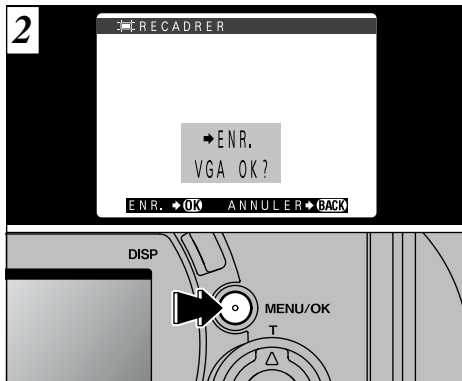 2
RECADRER
ENR.
VGA OK?
ENR. OK ANNULER BACK
DISP
MENU/OK
T